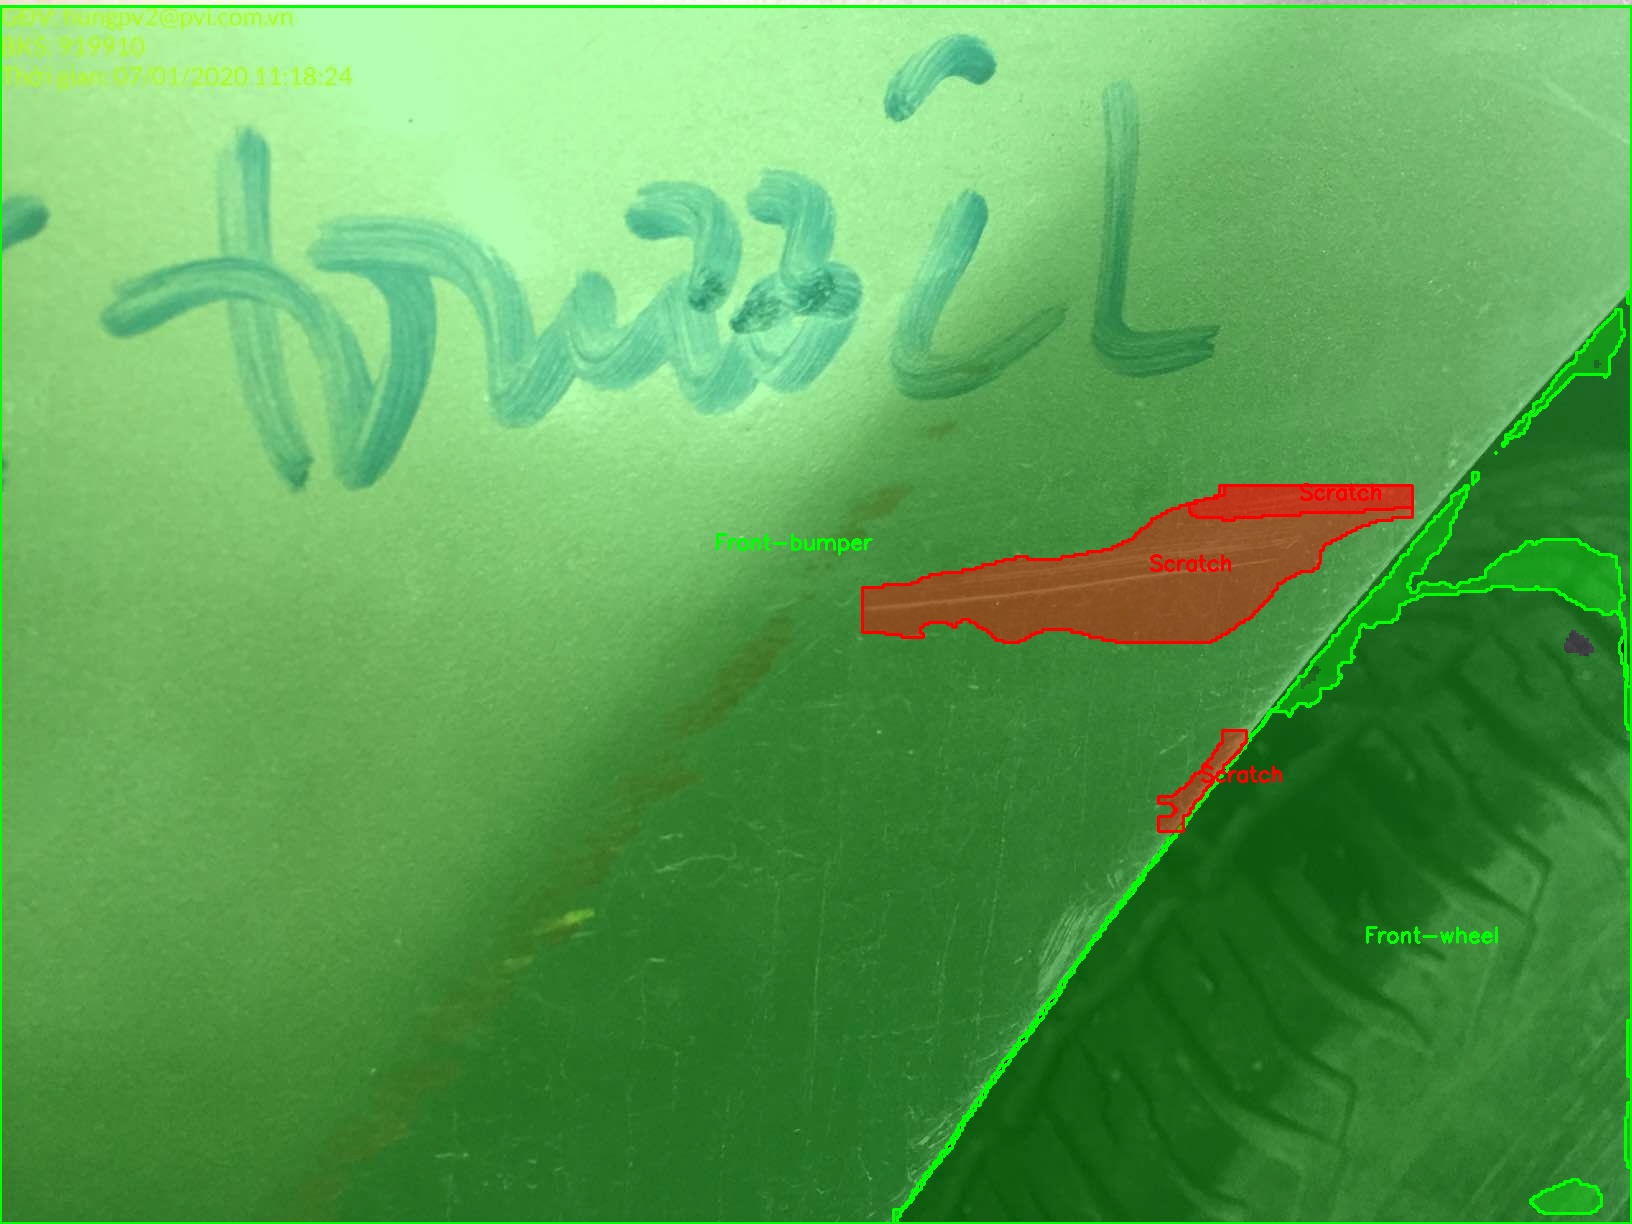 GĐV: hungpv2@pvi.com.vn
BKS: 919910
Thời gian: 07/01/2020 11:18:24
Scratch
Front-bumper
Scratch
Scratch
Front-wheel